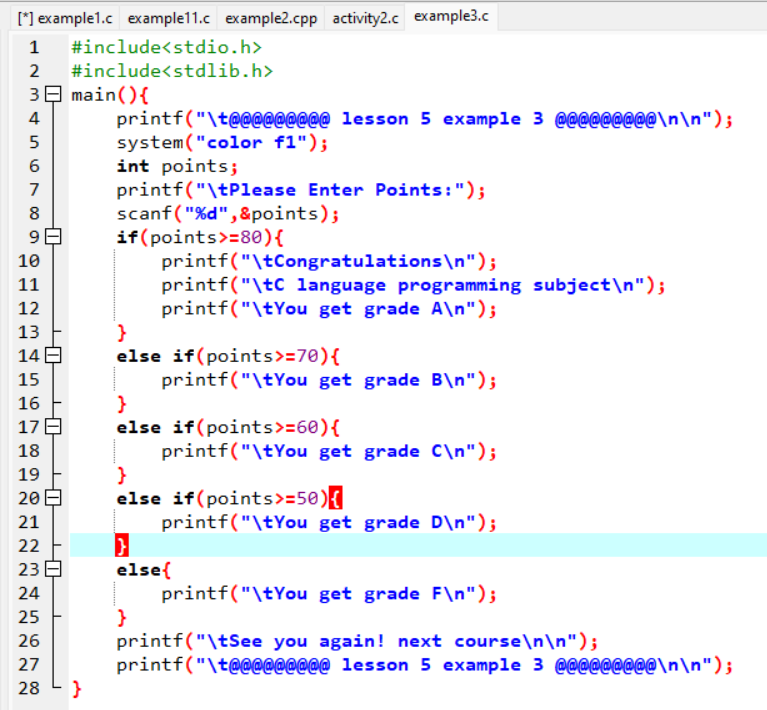 [*] example1.c example11.c example2.cpp activity2.c example3.c
1 #include<stdio.h>
2 #include<stdlib.h>
3 main(){
4 printf("\t@@@@@@@@@ lesson 5 example 3 @@@@@@@@@\n\n");
5 system("color f1");
6 int points;
7 printf("\tPlease Enter Points:");
8 scanf("%d",&points);
9 if(points>=80){
10 printf("\tCongratulations\n");
11 printf("\tC language programming subject\n");
12 printf("\tYou get grade A\n");
13 }
14 else if(points>=70){
15 printf("\tYou get grade B\n");
16 }
17 else if(points>=60){
18 printf("\tYou get grade C\n");
19 }
20 else if(points>=50){
21 printf("\tYou get grade D\n");
22 }
23 else{
24 printf("\tYou get grade F\n");
25 }
26 printf("\tSee you again! next course\n\n");
27 printf("\t@@@@@@@@@ lesson 5 example 3 @@@@@@@@@\n\n");
28 }